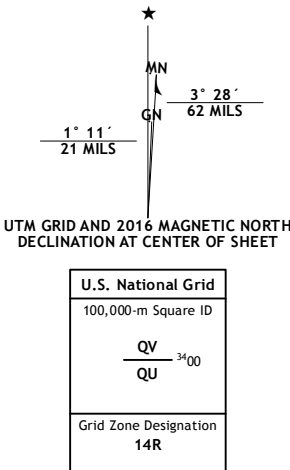 ★
MN
3° 28´
62 MILS
GN
1° 11´
21 MILS
UTM GRID AND 2016 MAGNETIC NORTH
DECLINATION AT CENTER OF SHEET
U.S. National Grid
100,000-m Square ID
QV
³⁴00
QU
Grid Zone Designation
14R